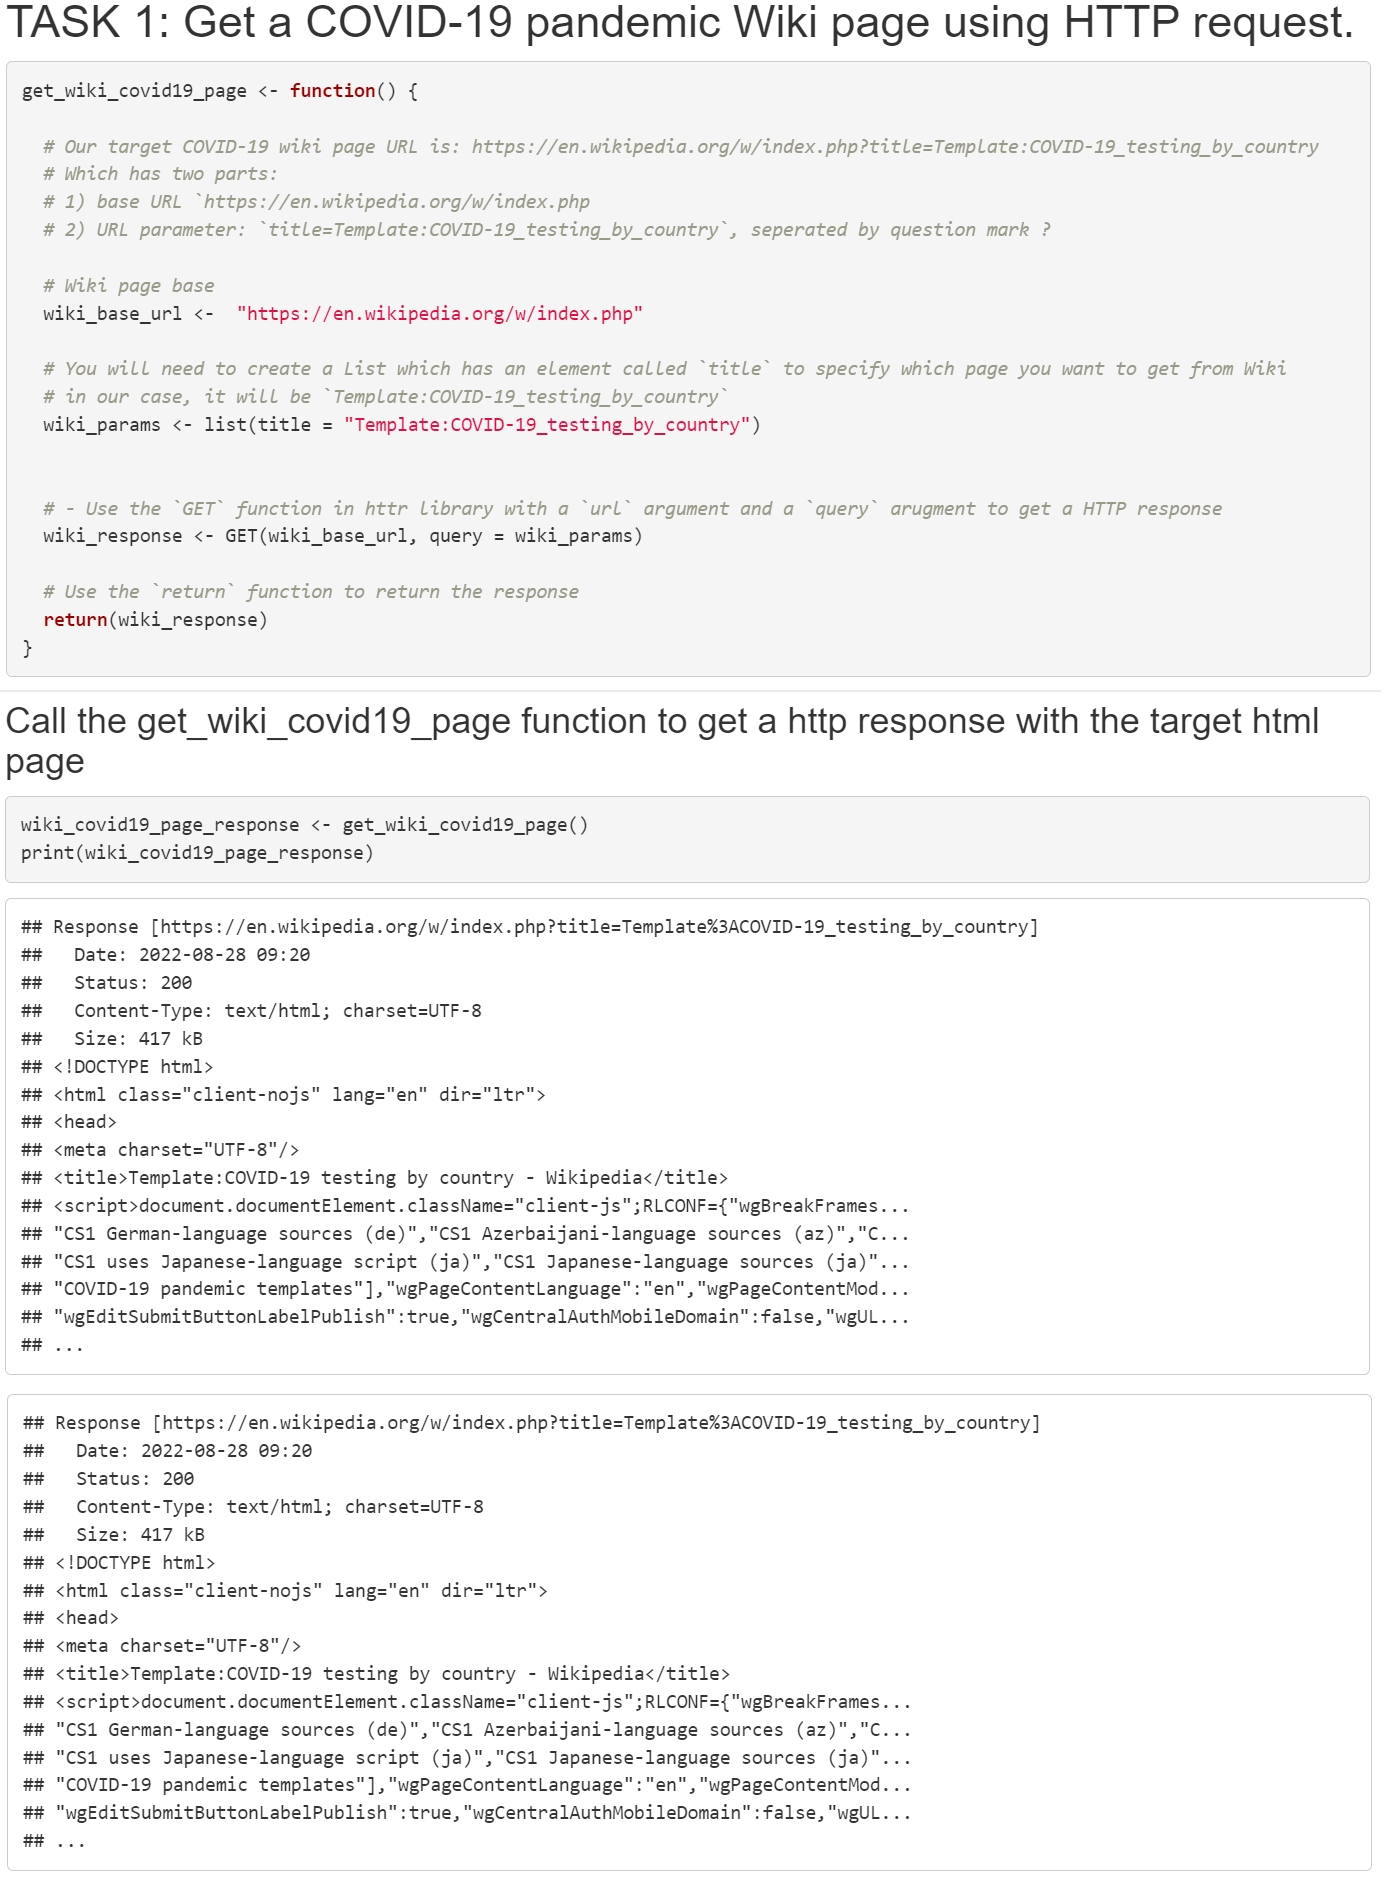 TASK 1: Get a COVID-19 pandemic Wiki page using HTTP request.
get_wiki_covid19_page <- function() {
  # Our target COVID-19 wiki page URL is: https://en.wikipedia.org/w/index.php?title=Template:COVID-19_testing_by_country
  # Which has two parts:
  # 1) base URL `https://en.wikipedia.org/w/index.php
  # 2) URL parameter: `title=Template:COVID-19_testing_by_country`, seperated by question mark ?
  # Wiki page base
  wiki_base_url <-  "https://en.wikipedia.org/w/index.php"
  # You will need to create a List which has an element called `title` to specify which page you want to get from Wiki
  # in our case, it will be `Template:COVID-19_testing_by_country`
  wiki_params <- list(title = "Template:COVID-19_testing_by_country")
  # - Use the `GET` function in httr library with a `url` argument and a `query` arugment to get a HTTP response
  wiki_response <- GET(wiki_base_url, query = wiki_params)
  # Use the `return` function to return the response
  return(wiki_response)
}
Call the get_wiki_covid19_page function to get a http response with the target html
page
wiki_covid19_page_response <- get_wiki_covid19_page()
print(wiki_covid19_page_response)
## Response [https://en.wikipedia.org/w/index.php?title=Template%3ACOVID-19_testing_by_country]
##   Date: 2022-08-28 09:20
##   Status: 200
##   Content-Type: text/html; charset=UTF-8
##   Size: 417 kB
## <!DOCTYPE html>
## <html class="client-nojs" lang="en" dir="ltr">
## <head>
## <meta charset="UTF-8"/>
## <title>Template:COVID-19 testing by country - Wikipedia</title>
## <script>document.documentElement.className="client-js";RLCONF={"wgBreakFrames...
## "CS1 German-language sources (de)","CS1 Azerbaijani-language sources (az)","C...
## "CS1 uses Japanese-language script (ja)","CS1 Japanese-language sources (ja)"...
## "COVID-19 pandemic templates"],"wgPageContentLanguage":"en","wgPageContentMod...
## "wgEditSubmitButtonLabelPublish":true,"wgCentralAuthMobileDomain":false,"wgUL...
## ...
## Response [https://en.wikipedia.org/w/index.php?title=Template%3ACOVID-19_testing_by_country]
##   Date: 2022-08-28 09:20
##   Status: 200
##   Content-Type: text/html; charset=UTF-8
##   Size: 417 kB
## <!DOCTYPE html>
## <html class="client-nojs" lang="en" dir="ltr">
## <head>
## <meta charset="UTF-8"/>
## <title>Template:COVID-19 testing by country - Wikipedia</title>
## <script>document.documentElement.className="client-js";RLCONF={"wgBreakFrames...
## "CS1 German-language sources (de)","CS1 Azerbaijani-language sources (az)","C...
## "CS1 uses Japanese-language script (ja)","CS1 Japanese-language sources (ja)"...
## "COVID-19 pandemic templates"],"wgPageContentLanguage":"en","wgPageContentMod...
## "wgEditSubmitButtonLabelPublish":true,"wgCentralAuthMobileDomain":false,"wgUL...
## ...